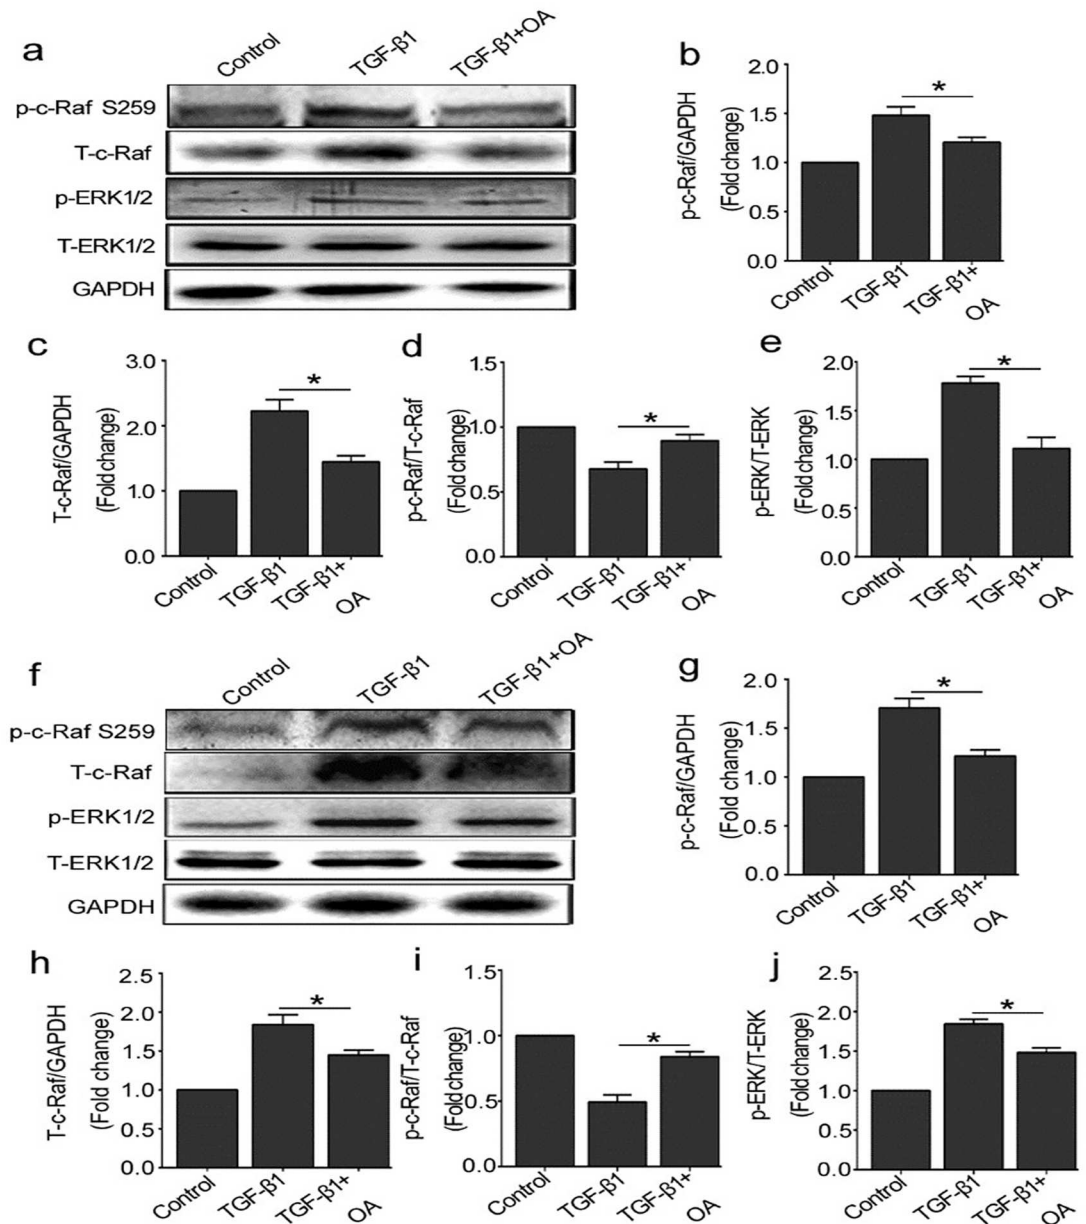 a
Control
TGF-β1
TGF-β1+OA
p-c-Raf S259
T-c-Raf
p-ERK1/2
T-ERK1/2
GAPDH
b
p-c-Raf/GAPDH
(Fold change)
2.0
1.5
1.0
0.5
0.0
*
Control
TGF-β1
TGF-β1+
OA
c
T-c-Raf/GAPDH
(Fold change)
3.0
2.0
1.0
0.0
*
Control
TGF-β1
TGF-β1+
OA
d
p-c-Raf/T-c-Raf
(Fold change)
1.5
1.0
0.5
0.0
*
Control
TGF-β1
TGF-β1+
OA
e
p-ERK/T-ERK
(Fold change)
2.0
1.5
1.0
0.5
0.0
*
Control
TGF-β1
TGF-β1+
OA
f
Control
TGF-β1
TGF-β1+OA
p-c-Raf S259
T-c-Raf
p-ERK1/2
T-ERK1/2
GAPDH
g
p-c-Raf/GAPDH
(Fold change)
2.0
1.5
1.0
0.5
0.0
*
Control
TGF-β1
TGF-β1+
OA
h
T-c-Raf/GAPDH
(Fold change)
2.5
2.0
1.5
1.0
0.5
0.0
*
Control
TGF-β1
TGF-β1+
OA
i
p-c-Raf/T-c-Raf
(Fold change)
1.5
1.0
0.5
0.0
*
Control
TGF-β1
TGF-β1+
OA
j
p-ERK/T-ERK
(Fold change)
2.5
2.0
1.5
1.0
0.5
0.0
*
Control
TGF-β1
TGF-β1+
OA